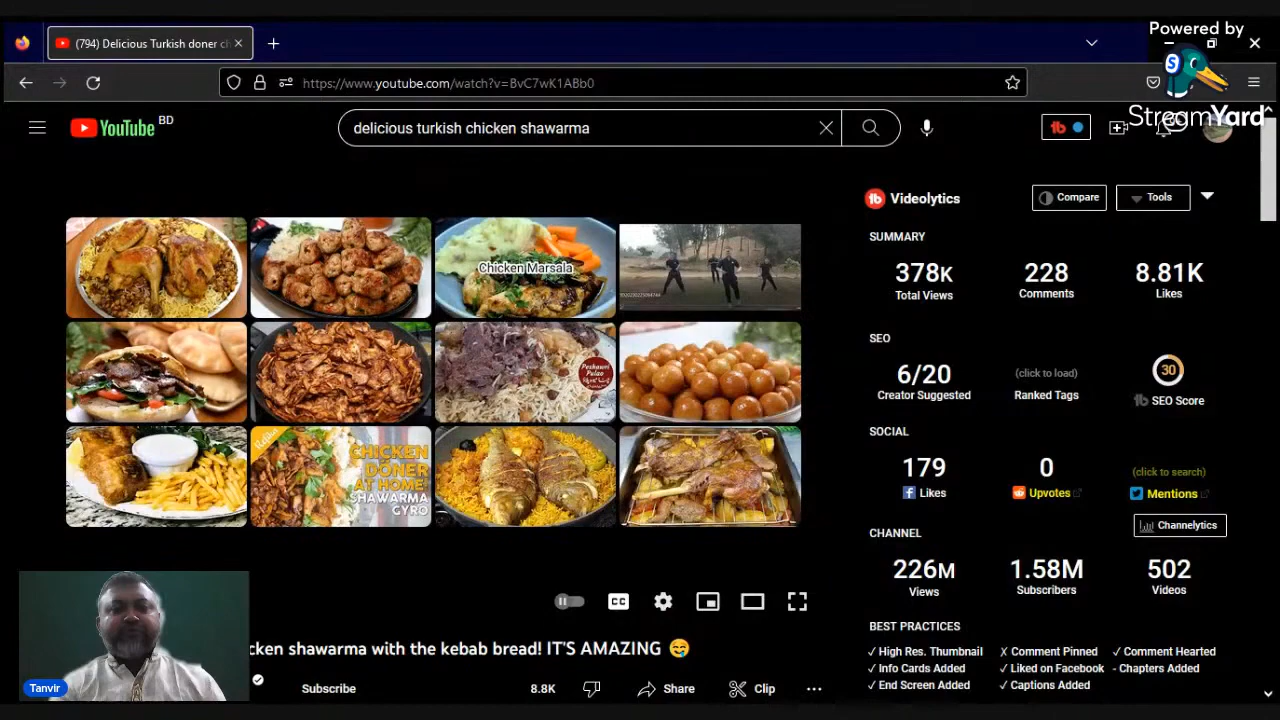 Powered by
StreamYard
(794) Delicious Turkish doner ch
https://www.youtube.com/watch?v=BvC7wK1ABb0
YouTube BD
delicious turkish chicken shawarma
Videolytics
Compare
Tools
SUMMARY
378K
228
8.81K
Total Views
Comments
Likes
SEO
6/20
(click to load)
30
Creator Suggested
Ranked Tags
SEO Score
SOCIAL
179
0
(click to search)
Likes
Upvotes
Mentions
Channelytics
CHANNEL
226M
1.58M
502
Views
Subscribers
Videos
BEST PRACTICES
✓ High Res. Thumbnail
✗ Comment Pinned
✓ Comment Hearted
✓ Info Cards Added
✓ Liked on Facebook
- Chapters Added
✓ End Screen Added
✓ Captions Added
Chicken Marsala
Peshawri
Pulao
Refika
CHICKEN
DÖNER
AT HOME!
SHAWARMA
GYRO
CC
cken shawarma with the kebab bread! IT'S AMAZING
Tanvir
Subscribe
8.8K
Share
Clip